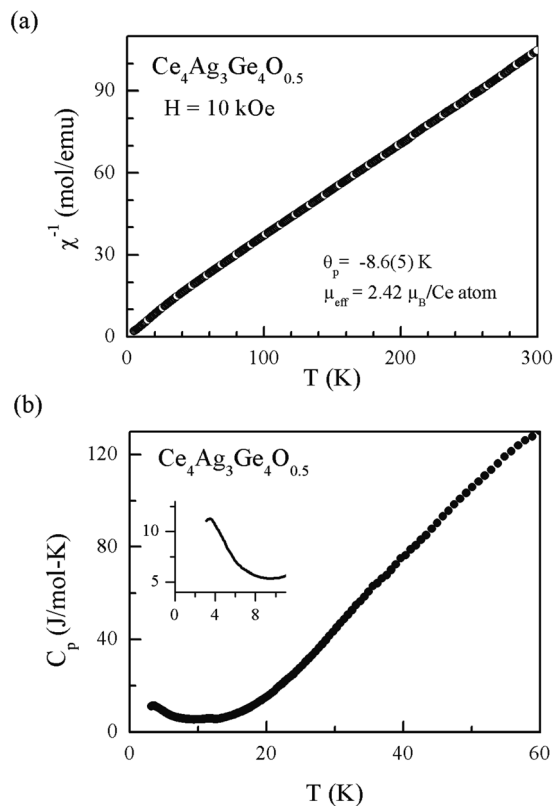 (a)
Ce₄Ag₃Ge₄O₀.₅
H = 10 kOe
θₚ= -8.6(5) K
μeff = 2.42 μB/Ce atom
χ⁻¹ (mol/emu)
90
60
30
0
0 100 200 300
T (K)
(b)
Ce₄Ag₃Ge₄O₀.₅
Cₚ (J/mol-K)
120
80
40
0
10
5
0 4 8
0 20 40 60
T (K)